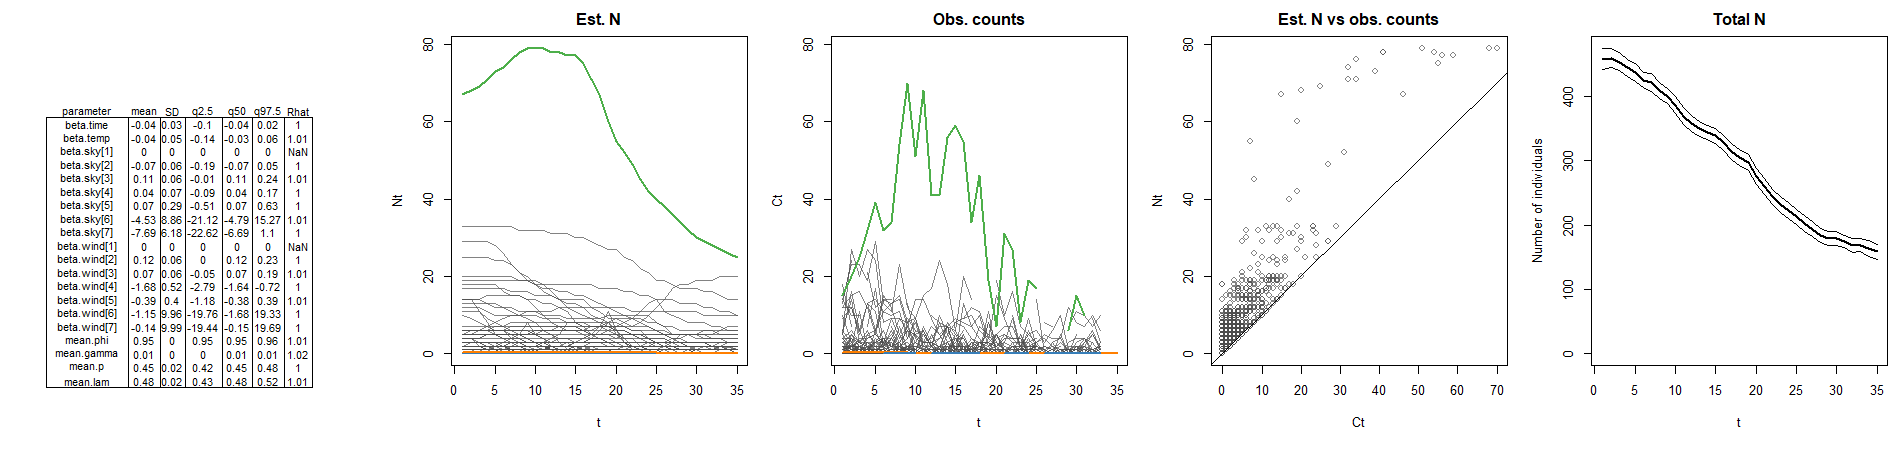 parameter mean SD q2.5 q50 q97.5 Rhat
beta.time -0.04 0.03 -0.1 -0.04 0.02 1
beta.temp -0.04 0.05 -0.14 -0.03 0.06 1.01
beta.sky[1] 0 0 0 0 0 NaN
beta.sky[2] -0.07 0.06 -0.19 -0.07 0.05 1
beta.sky[3] 0.11 0.06 -0.01 0.11 0.24 1.01
beta.sky[4] 0.04 0.07 -0.09 0.04 0.17 1
beta.sky[5] 0.07 0.29 -0.51 0.07 0.63 1
beta.sky[6] -4.53 8.86 -21.12 -4.79 15.27 1.01
beta.sky[7] -7.69 6.18 -22.62 -6.69 1.1 1
beta.wind[1] 0 0 0 0 0 NaN
beta.wind[2] 0.12 0.06 0 0.12 0.23 1
beta.wind[3] 0.07 0.06 -0.05 0.07 0.19 1.01
beta.wind[4] -1.68 0.52 -2.79 -1.64 -0.72 1
beta.wind[5] -0.39 0.4 -1.18 -0.38 0.39 1.01
beta.wind[6] -1.15 9.96 -19.76 -1.68 19.33 1.01
beta.wind[7] -0.14 9.99 -19.44 -0.15 19.69 1.01
mean.phi 0.95 0 0.95 0.95 0.96 1.01
mean.gamma 0.01 0 0 0.01 0.01 1.02
mean.p 0.45 0.02 0.42 0.45 0.48 1
mean.lam 0.48 0.02 0.43 0.48 0.52 1.01
Est. N
Nt
80
60
40
20
0
0 5 10 15 20 25 30 35
t
Obs. counts
Ct
80
60
40
20
0
0 5 10 15 20 25 30 35
t
Est. N vs obs. counts
Nt
80
60
40
20
0
0 10 20 30 40 50 60 70
Ct
Total N
Number of individuals
400
300
200
100
0
0 5 10 15 20 25 30 35
t